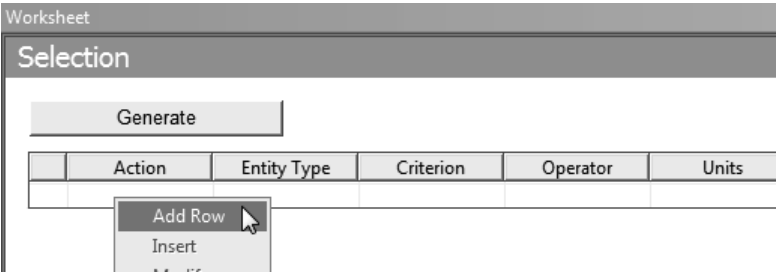 Worksheet
Selection
Generate
Action Entity Type Criterion Operator Units
Add Row
Insert